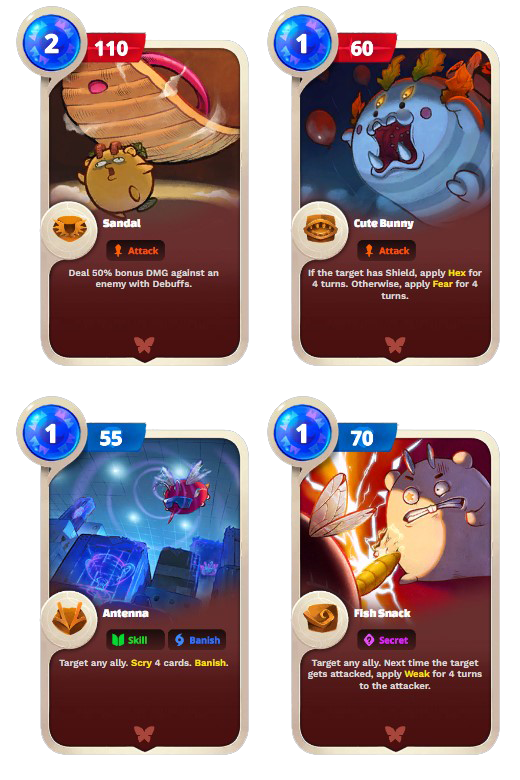 2
110
Sandal
Attack
Deal 50% bonus DMG against an
enemy with Debuffs.
1
60
Cute Bunny
Attack
If the target has Shield, apply Hex for
4 turns. Otherwise, apply Fear for 4
turns.
1
55
Antenna
Skill
Banish
Target any ally. Scry 4 cards. Banish.
1
70
Fish Snack
Secret
Target any ally. Next time the target
gets attacked, apply Weak for 4 turns
to the attacker.